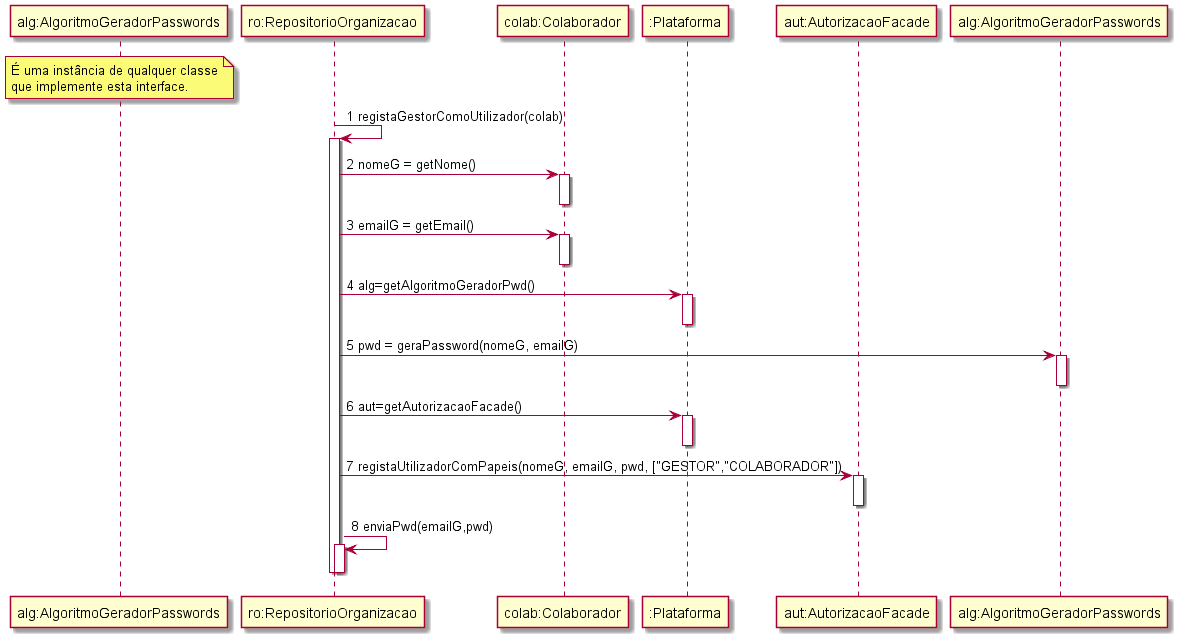 alg:AlgoritmoGeradorPasswords
ro:RepositorioOrganizacao
colab:Colaborador
:Plataforma
aut:AutorizacaoFacade
alg:AlgoritmoGeradorPasswords
É uma instância de qualquer classe
que implemente esta interface.
1 registaGestorComoUtilizador(colab)
2 nomeG = getNome()
3 emailG = getEmail()
4 alg=getAlgoritmoGeradorPwd()
5 pwd = geraPassword(nomeG, emailG)
6 aut=getAutorizacaoFacade()
7 registaUtilizadorComPapeis(nomeG, emailG, pwd, ["GESTOR","COLABORADOR"])
8 enviaPwd(emailG,pwd)
alg:AlgoritmoGeradorPasswords
ro:RepositorioOrganizacao
colab:Colaborador
:Plataforma
aut:AutorizacaoFacade
alg:AlgoritmoGeradorPasswords